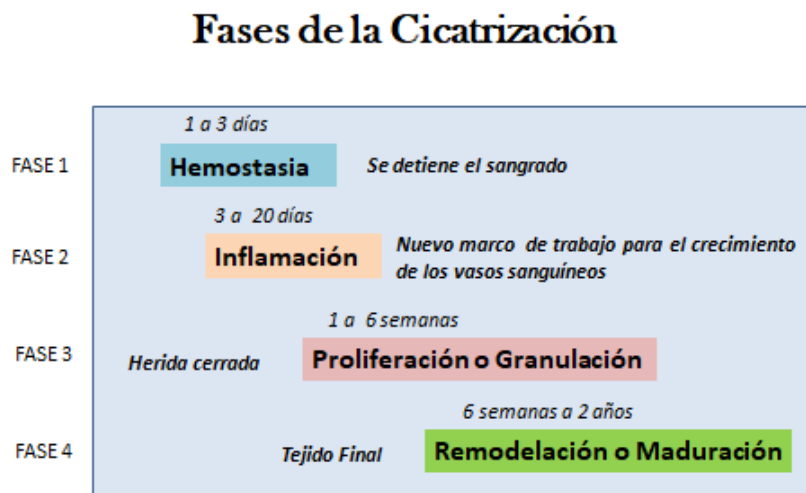 Fases de la Cicatrización
1 a 3 días
FASE 1
Hemostasia
Se detiene el sangrado
3 a 20 días
FASE 2
Inflamación
Nuevo marco de trabajo para el crecimiento
de los vasos sanguíneos
1 a 6 semanas
FASE 3
Herida cerrada
Proliferación o Granulación
6 semanas a 2 años
FASE 4
Tejido Final
Remodelación o Maduración